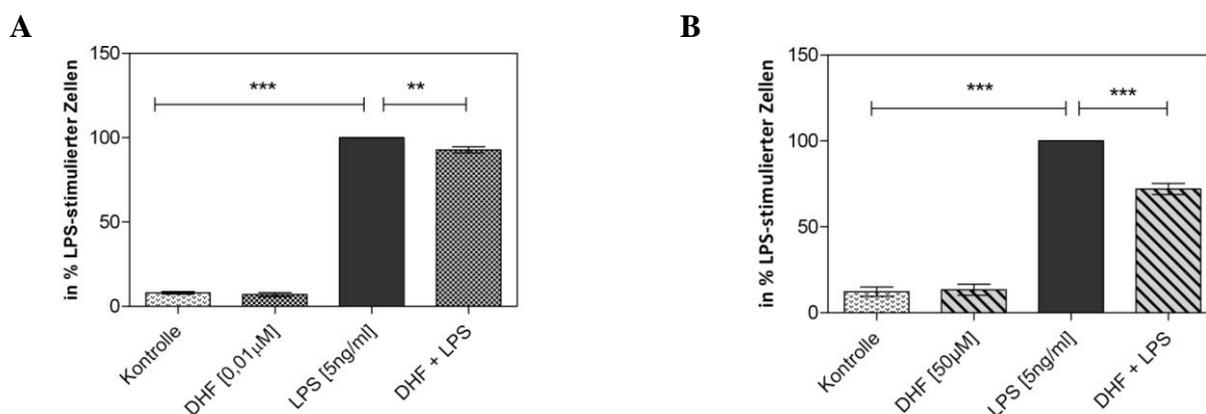 A
in % LPS-stimulierter Zellen
150
100
50
0
***
**
Kontrolle
DHF [0,01µM]
LPS [5ng/ml]
DHF + LPS
B
in % LPS-stimulierter Zellen
150
100
50
0
***
***
Kontrolle
DHF [50µM]
LPS [5ng/ml]
DHF + LPS